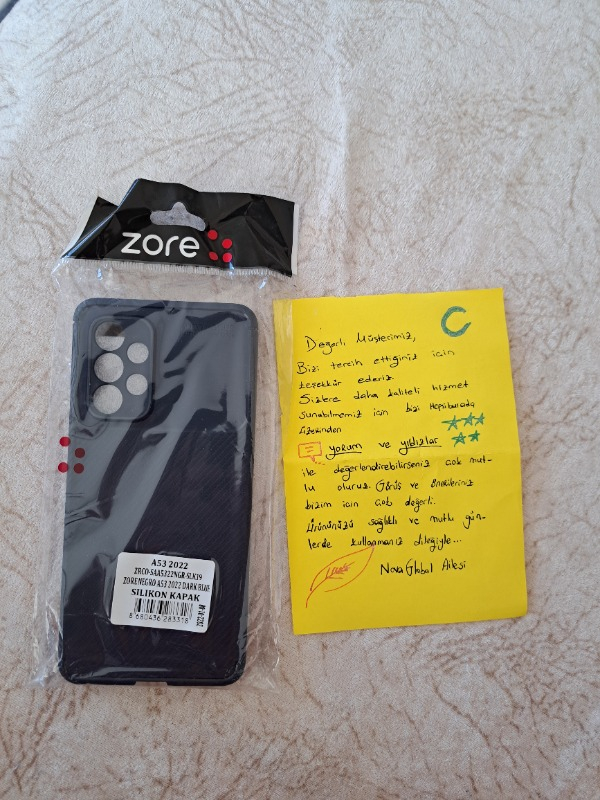 zore
A53 2022
ZRCD-SAA5322NGR-SLK19
ZORE NEGRO A53 2022 DARK BLUE
SILIKON KAPAK
8 680436 283318
Değerli Müşterimiz,
Bizi tercih ettiğiniz için
teşekkür ederiz.
Sizlere daha kaliteli hizmet
sunabilmemiz için bizi Hepsiburada
üzerinden
yorum ve yıldızlar
ile değerlendirebilirseniz çok mut-
lu oluruz. Görüş ve önerileriniz
bizim için çok değerli.
Ürününüzü sağlıklı ve mutlu gün-
lerde kullanmanız dileğiyle...
Nova Global Ailesi